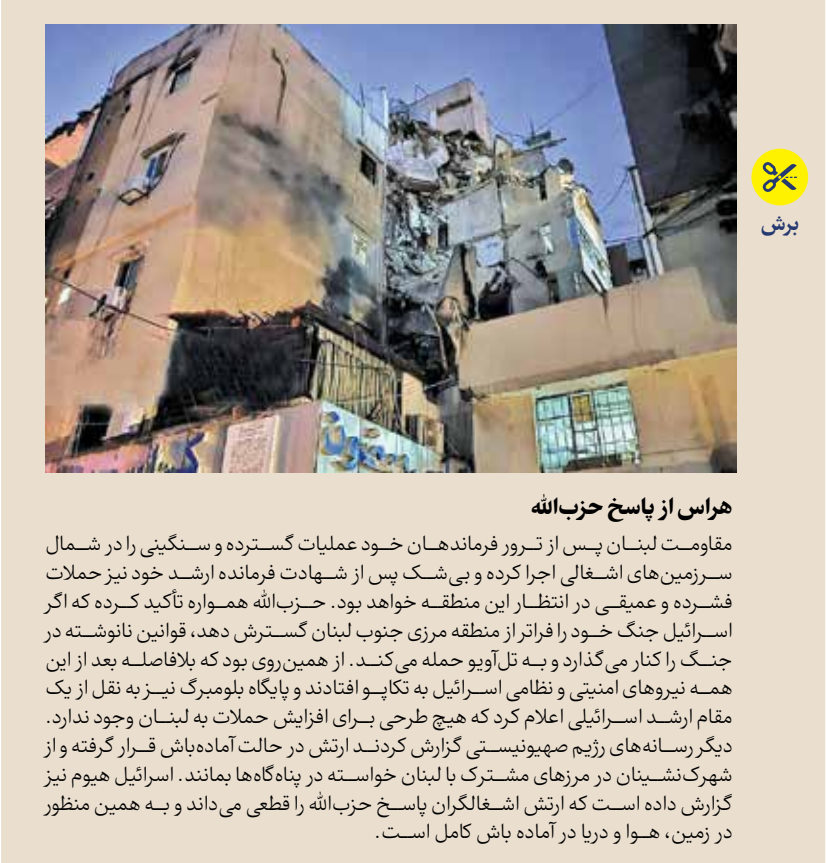 برش
هراس از پاسخ حزب‌الله
مقاومت لبنان پس از ترور فرماندهان خود عملیات گسترده و سنگینی را در شمال
سرزمین‌های اشغالی اجرا کرده و بی‌شک پس از شهادت فرمانده ارشد خود نیز حملات
فشرده و عمیقی در انتظار این منطقه خواهد بود. حزب‌الله همواره تأکید کرده که اگر
اسرائیل جنگ خود را فراتر از منطقه مرزی جنوب لبنان گسترش دهد، قوانین نانوشته در
جنگ را کنار می‌گذارد و به تل‌آویو حمله می‌کند. از همین‌روی بود که بلافاصله بعد از این
همه نیروهای امنیتی و نظامی اسرائیل به تکاپو افتادند و پایگاه بلومبرگ نیز به نقل از یک
مقام ارشد اسرائیلی اعلام کرد که هیچ طرحی برای افزایش حملات به لبنان وجود ندارد.
دیگر رسانه‌های رژیم صهیونیستی گزارش کردند ارتش در حالت آماده‌باش قرار گرفته و از
شهرک‌نشینان در مرزهای مشترک با لبنان خواسته در پناه‌گاه‌ها بمانند. اسرائیل هیوم نیز
گزارش داده است که ارتش اشغالگران پاسخ حزب‌الله را قطعی می‌داند و به همین منظور
در زمین، هوا و دریا در آماده باش کامل است.